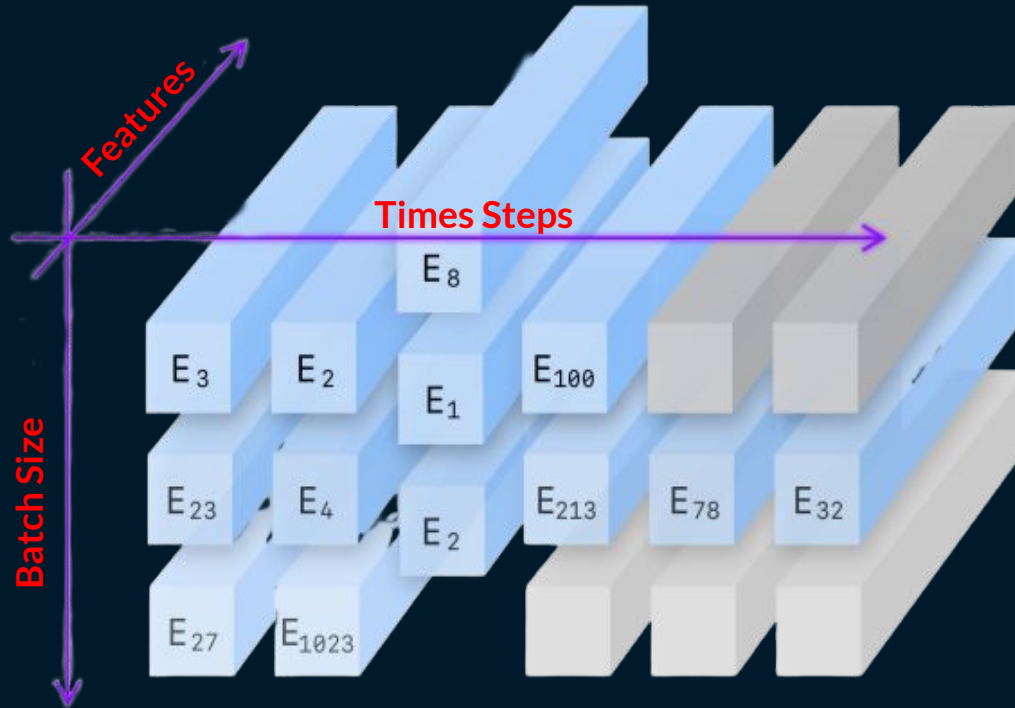 Features
Times Steps
E8
E3 E2 E100
E1
Batch Size
E23 E4 E213 E78 E32
E2
E27 E1023